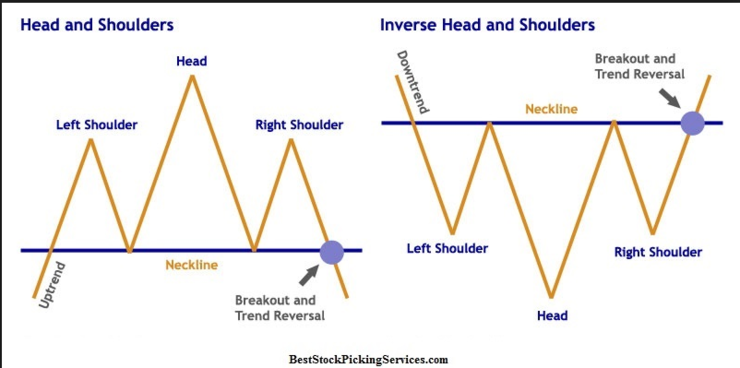 Head and Shoulders
Head
Left Shoulder
Right Shoulder
Neckline
Uptrend
Breakout and
Trend Reversal
Inverse Head and Shoulders
Downtrend
Breakout and
Trend Reversal
Neckline
Left Shoulder
Right Shoulder
Head
BestStockPickingServices.com